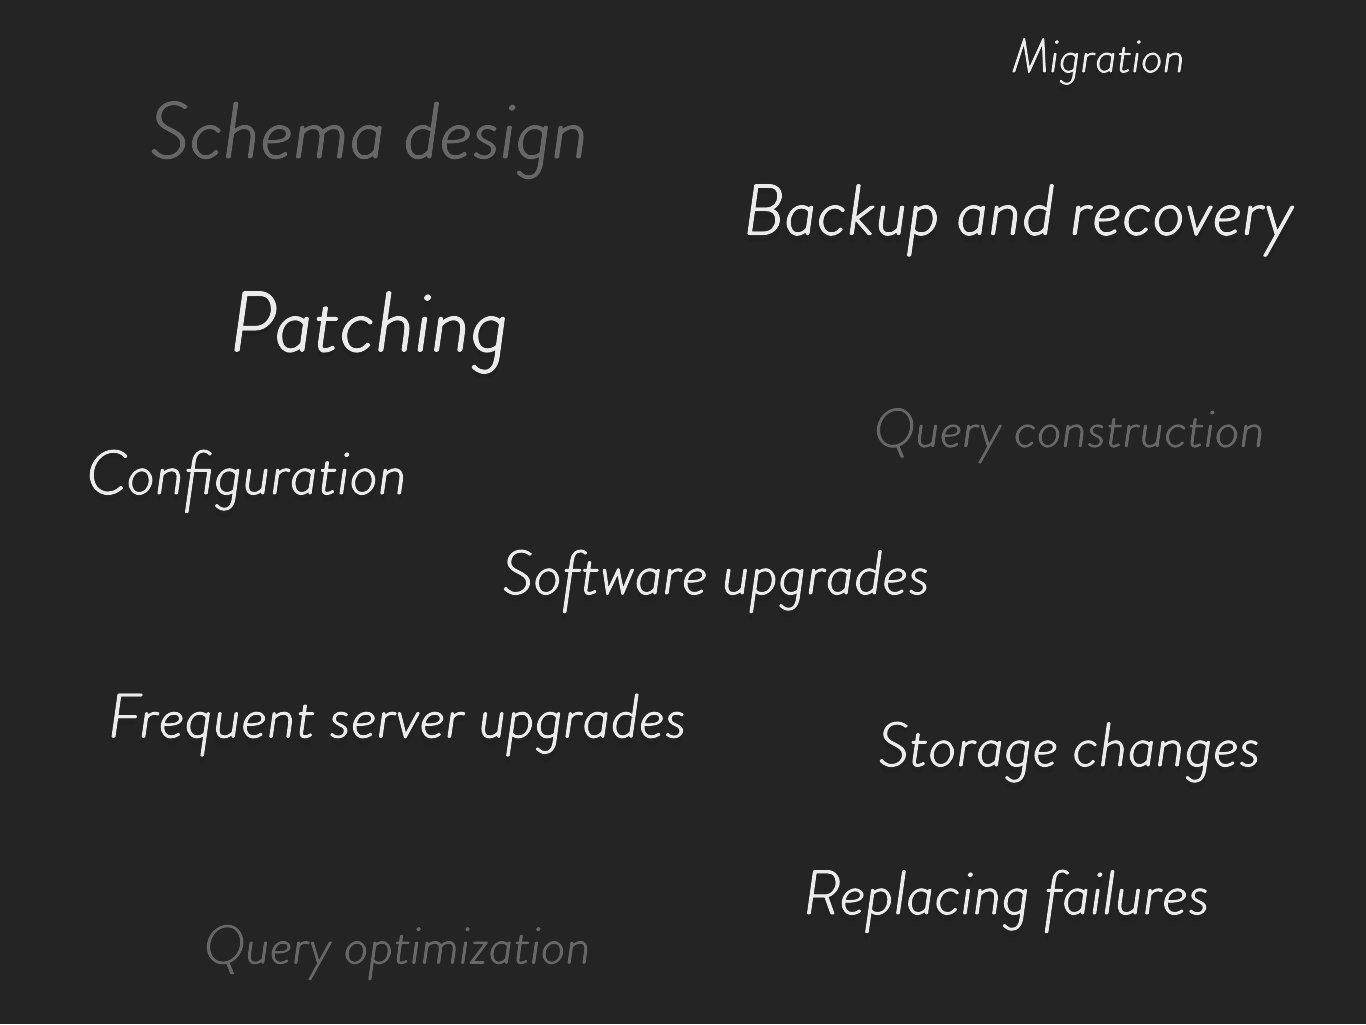 Migration
Schema design
Backup and recovery
Patching
Query construction
Configuration
Software upgrades
Frequent server upgrades
Storage changes
Replacing failures
Query optimization